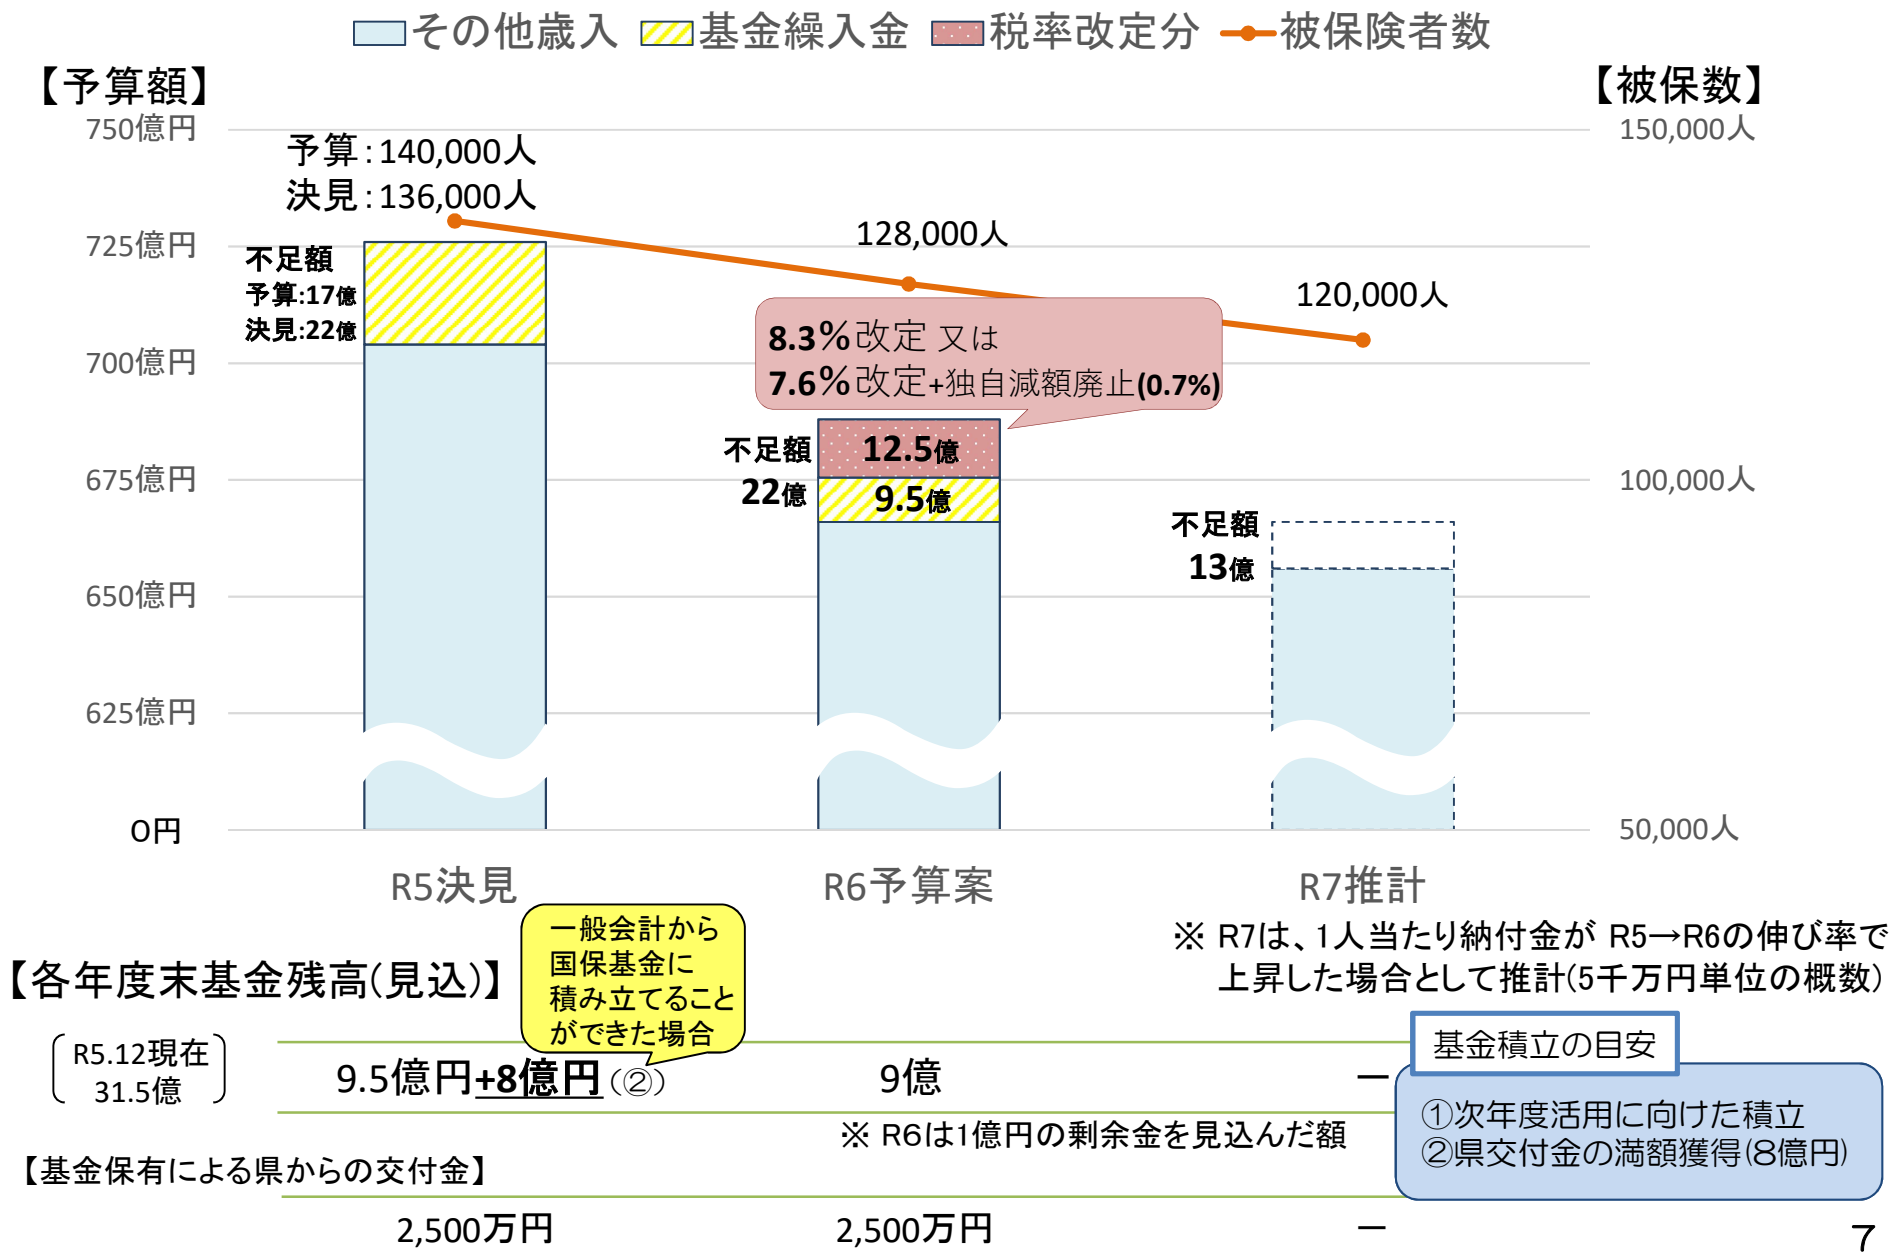 その他歳入 基金繰入金 税率改定分 被保険者数
【予算額】
【被保数】
750億円
150,000人
予算:140,000人
決見:136,000人
725億円
128,000人
不足額
予算:17億
決見:22億
120,000人
8.3%改定 又は
7.6%改定+独自減額廃止(0.7%)
700億円
不足額
22億
12.5億
9.5億
675億円
100,000人
不足額
13億
650億円
625億円
0円
50,000人
R5決見
R6予算案
R7推計
※ R7は、1人当たり納付金が R5→R6の伸び率で
上昇した場合として推計(5千万円単位の概数)
一般会計から
国保基金に
積み立てること
ができた場合
【各年度末基金残高(見込)】
R5.12現在
31.5億
9.5億円+8億円(②)
9億
ー
※ R6は1億円の剰余金を見込んだ額
基金積立の目安
①次年度活用に向けた積立
②県交付金の満額獲得(8億円)
【基金保有による県からの交付金】
2,500万円
2,500万円
ー
7